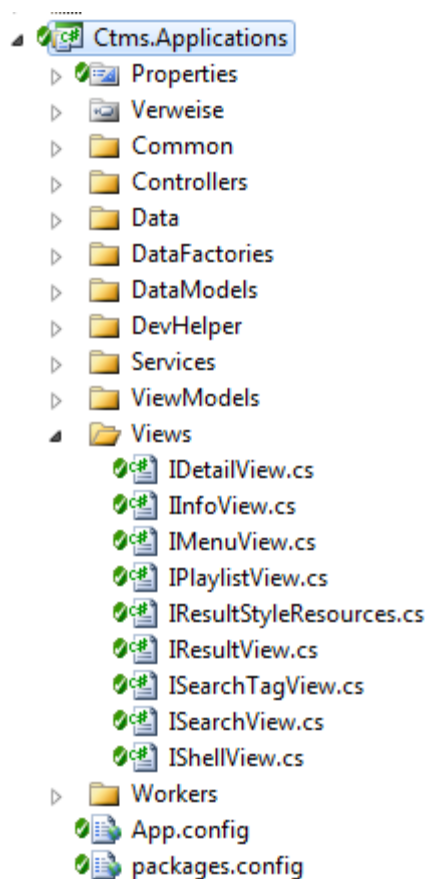 Ctms.Applications
Properties
Verweise
Common
Controllers
Data
DataFactories
DataModels
DevHelper
Services
ViewModels
Views
IDetailView.cs
IInfoView.cs
IMenuView.cs
IPlaylistView.cs
IResultStyleResources.cs
IResultView.cs
ISearchTagView.cs
ISearchView.cs
IShellView.cs
Workers
App.config
packages.config